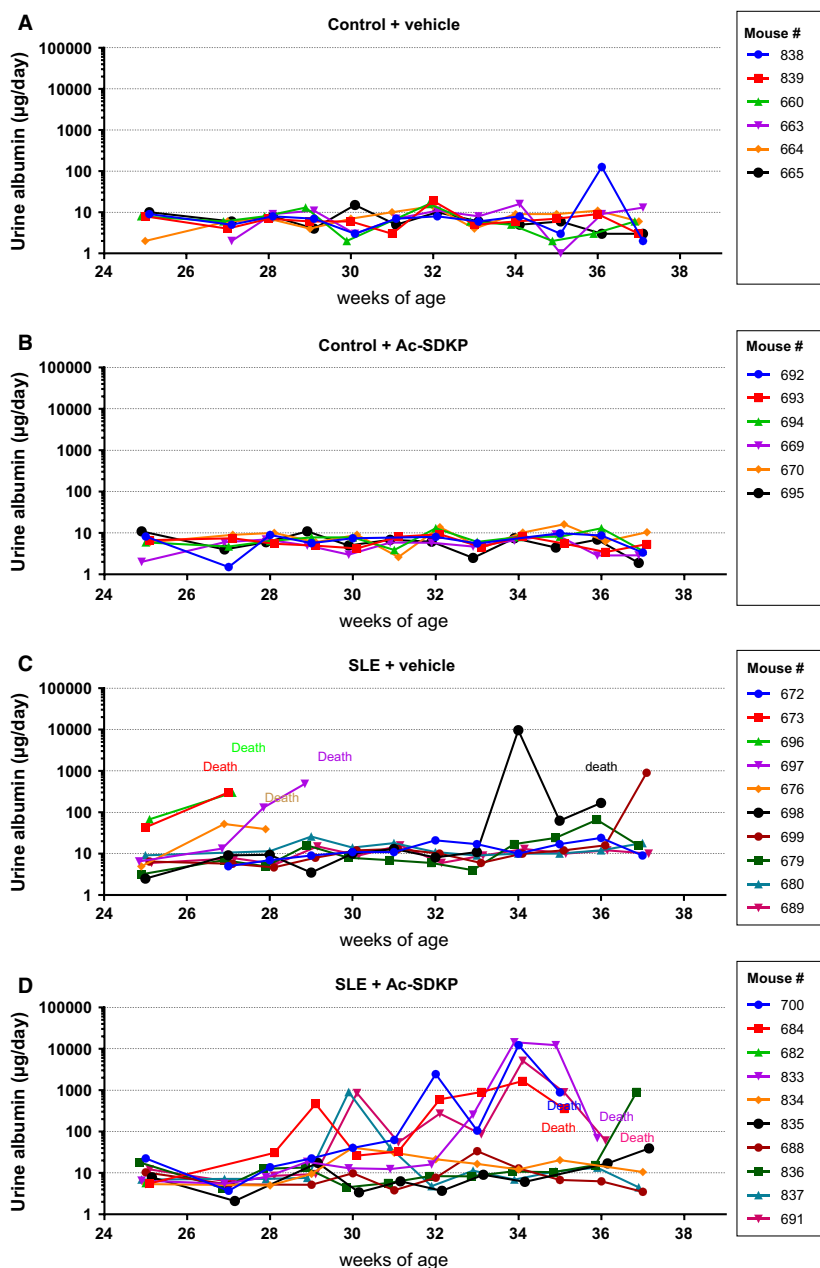 A
Control + vehicle
Urine albumin (µg/day)
100000
10000
1000
100
10
1
24 26 28 30 32 34 36 38
weeks of age
Mouse #
838
839
660
663
664
665
B
Control + Ac-SDKP
Urine albumin (µg/day)
100000
10000
1000
100
10
1
24 26 28 30 32 34 36 38
weeks of age
Mouse #
692
693
694
669
670
695
C
SLE + vehicle
Urine albumin (µg/day)
100000
10000
1000
100
10
1
Death
Death
Death
Death
death
24 26 28 30 32 34 36 38
weeks of age
Mouse #
672
673
696
697
676
698
699
679
680
689
D
SLE + Ac-SDKP
Urine albumin (µg/day)
100000
10000
1000
100
10
1
Death
Death
Death
Death
24 26 28 30 32 34 36 38
weeks of age
Mouse #
700
684
682
833
834
835
688
836
837
691